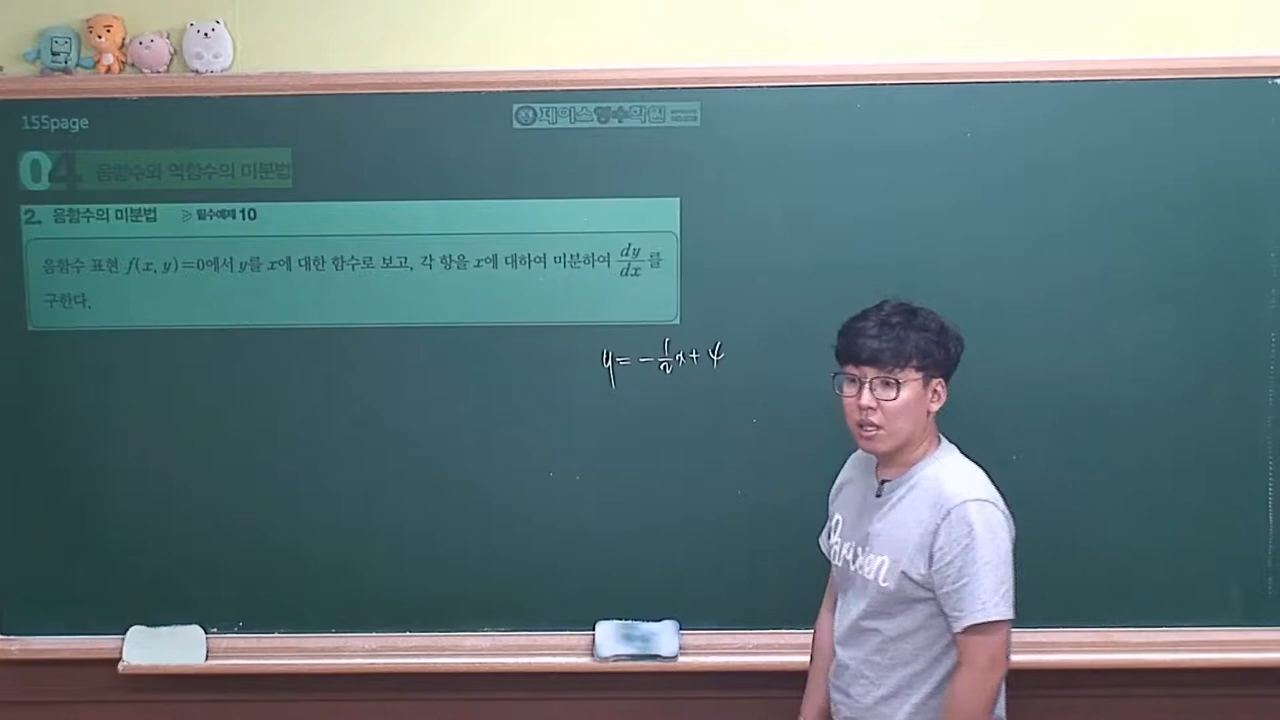 155page
제이스영수학원
04 음함수와 역함수의 미분법
2. 음함수의 미분법 ▷ 필수예제 10
음함수 표현 f(x, y)=0에서 y를 x에 대한 함수로 보고, 각 항을 x에 대하여 미분하여 dy/dx 를
구한다.
y = -1/2x + 4
Parisien